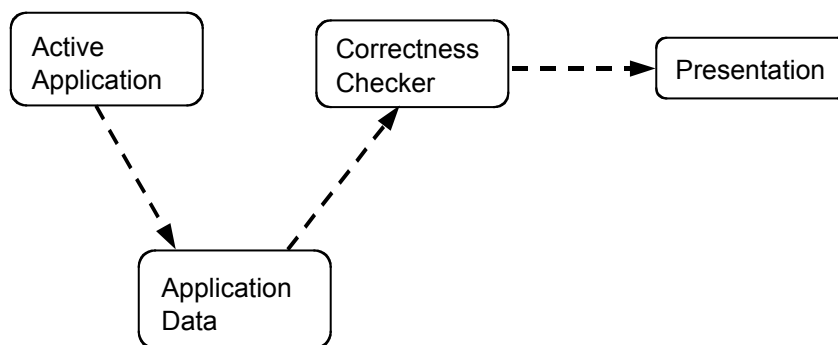 Active
Application
Correctness
Checker
Presentation
Application
Data